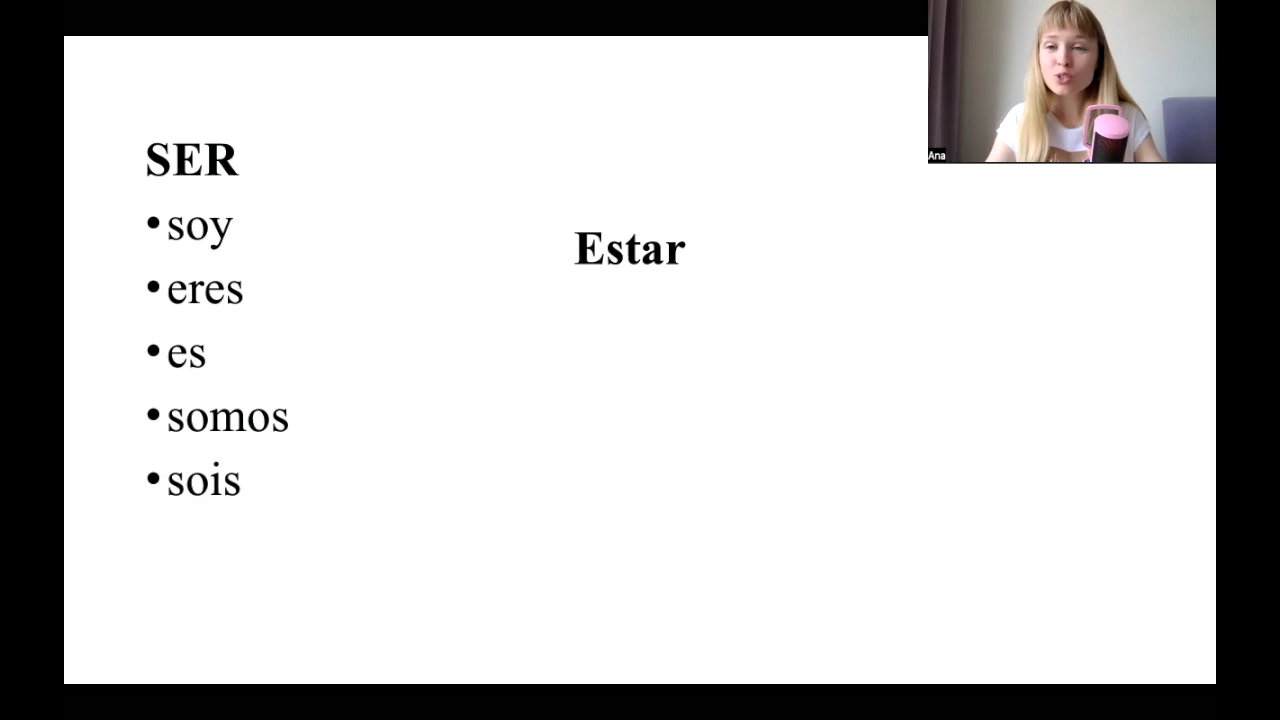 Ana
SER
•soy
Estar
•eres
•es
•somos
•sois